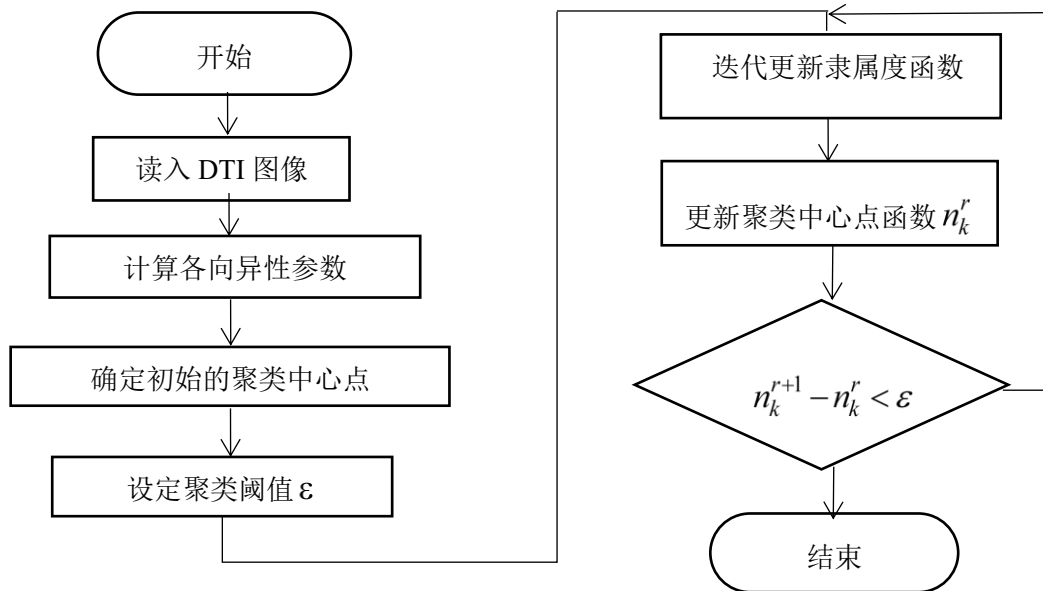 开始
读入 DTI 图像
计算各向异性参数
确定初始的聚类中心点
设定聚类阈值 ε
迭代更新隶属度函数
更新聚类中心点函数 $n_k^r$
$n_k^{r+1} - n_k^r < \varepsilon$
结束